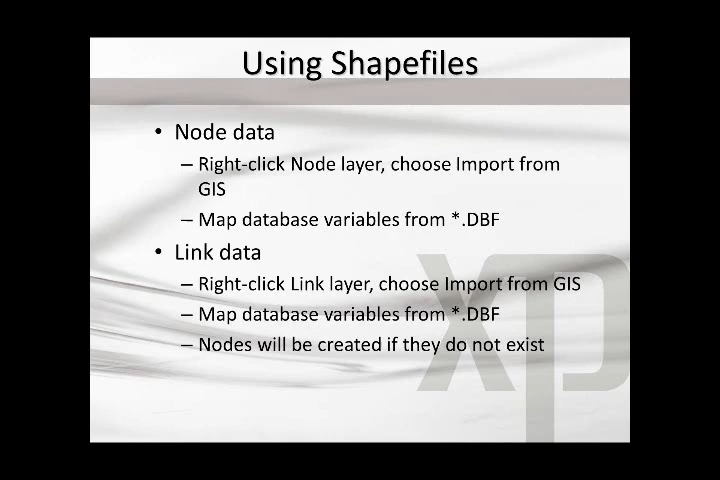 Using Shapefiles
• Node data
– Right-click Node layer, choose Import from
GIS
– Map database variables from *.DBF
• Link data
– Right-click Link layer, choose Import from GIS
– Map database variables from *.DBF
– Nodes will be created if they do not exist
xp